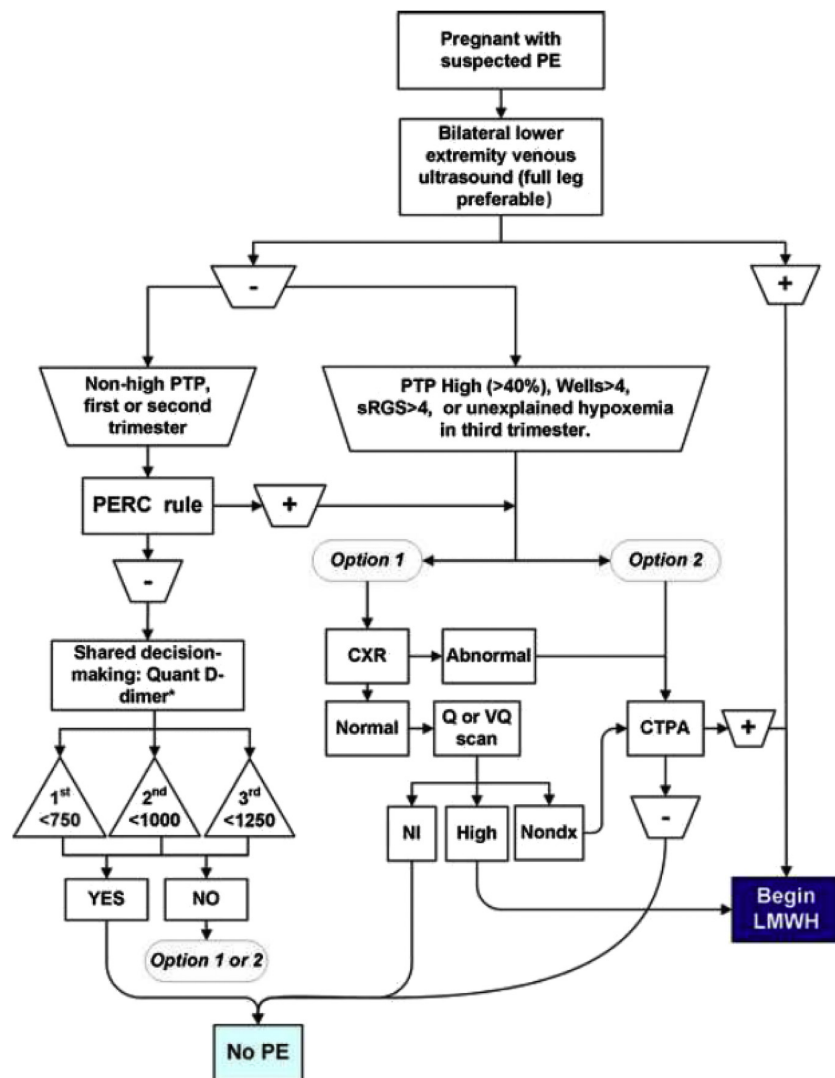 Pregnant with
suspected PE
Bilateral lower
extremity venous
ultrasound (full leg
preferable)
-
+
Non-high PTP,
first or second
trimester
PTP High (>40%), Wells>4,
sRGS>4, or unexplained hypoxemia
in third trimester.
PERC rule
+
-
Option 1
Option 2
Shared decision-
making: Quant D-
dimer*
CXR
Abnormal
Normal
Q or VQ
scan
CTPA
+
1st
<750
2nd
<1000
3rd
<1250
NI
High
Nondx
-
YES
NO
Begin
LMWH
Option 1 or 2
No PE